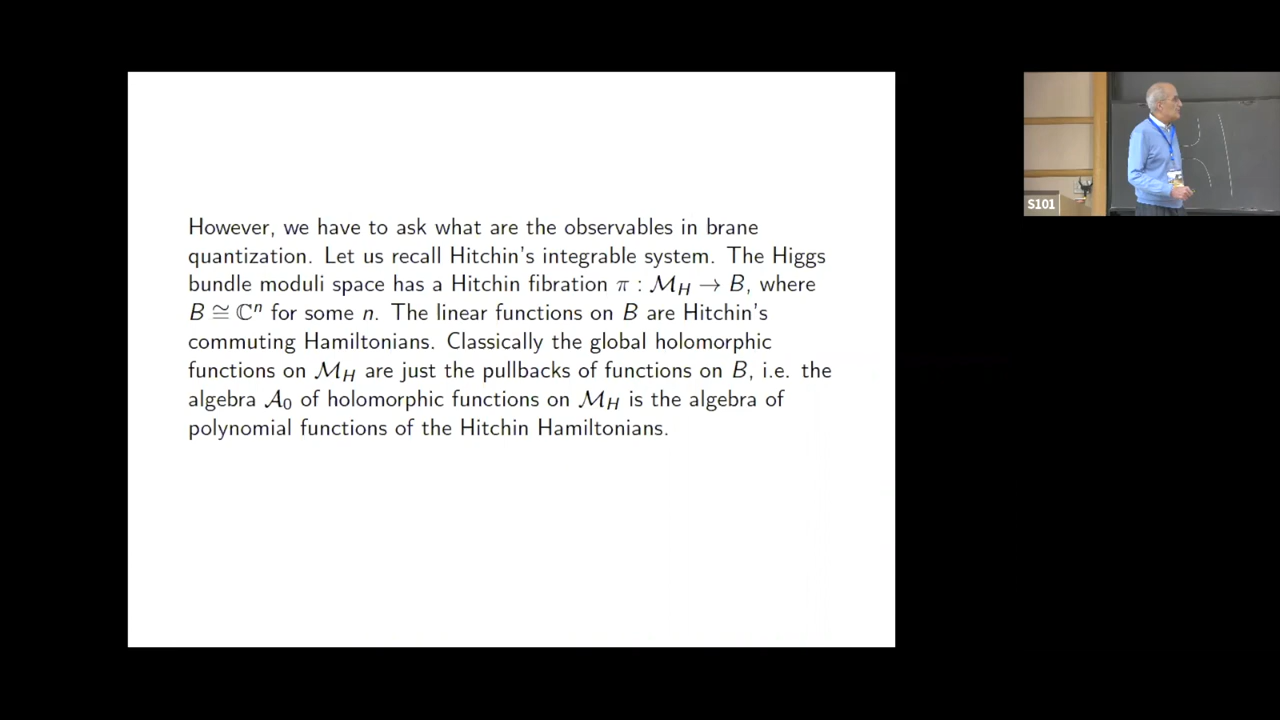 However, we have to ask what are the observables in brane
quantization. Let us recall Hitchin's integrable system. The Higgs
bundle moduli space has a Hitchin fibration π : ℳ_H → B, where
B ≅ ℂⁿ for some n. The linear functions on B are Hitchin's
commuting Hamiltonians. Classically the global holomorphic
functions on ℳ_H are just the pullbacks of functions on B, i.e. the
algebra 𝒜₀ of holomorphic functions on ℳ_H is the algebra of
polynomial functions of the Hitchin Hamiltonians.
S101